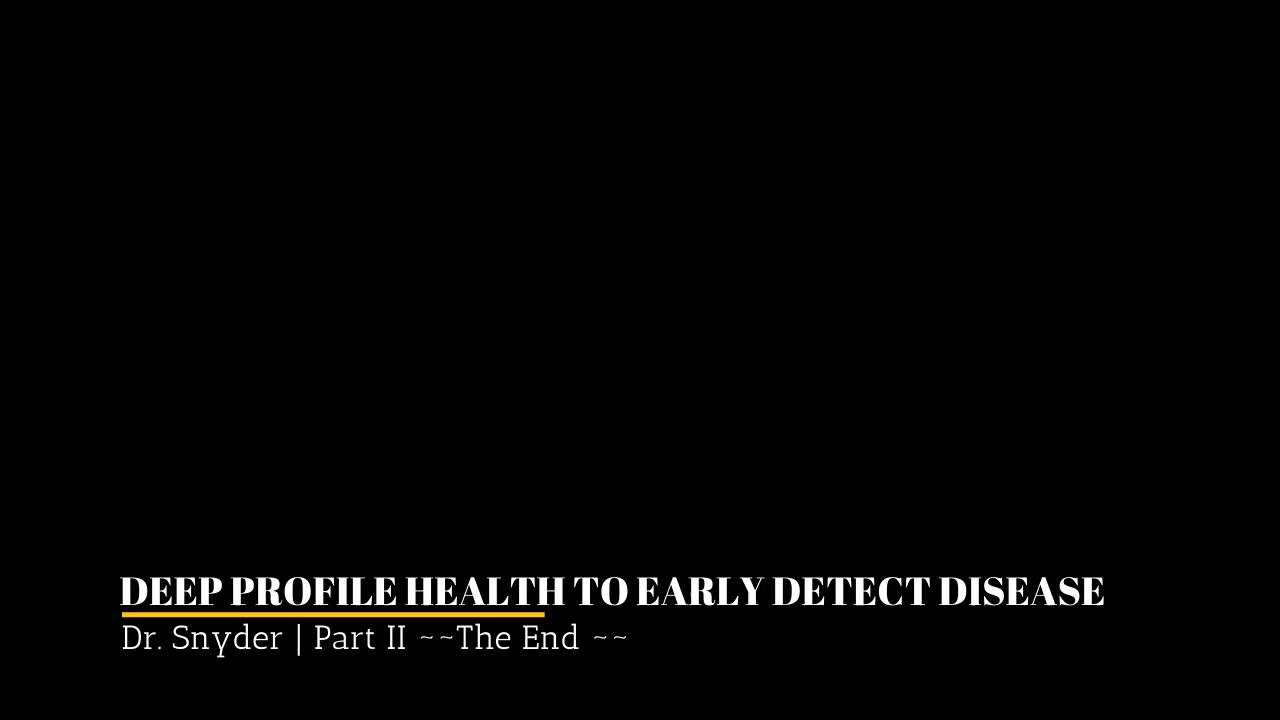 DEEP PROFILE HEALTH TO EARLY DETECT DISEASE
Dr. Snyder | Part II ~~The End ~~